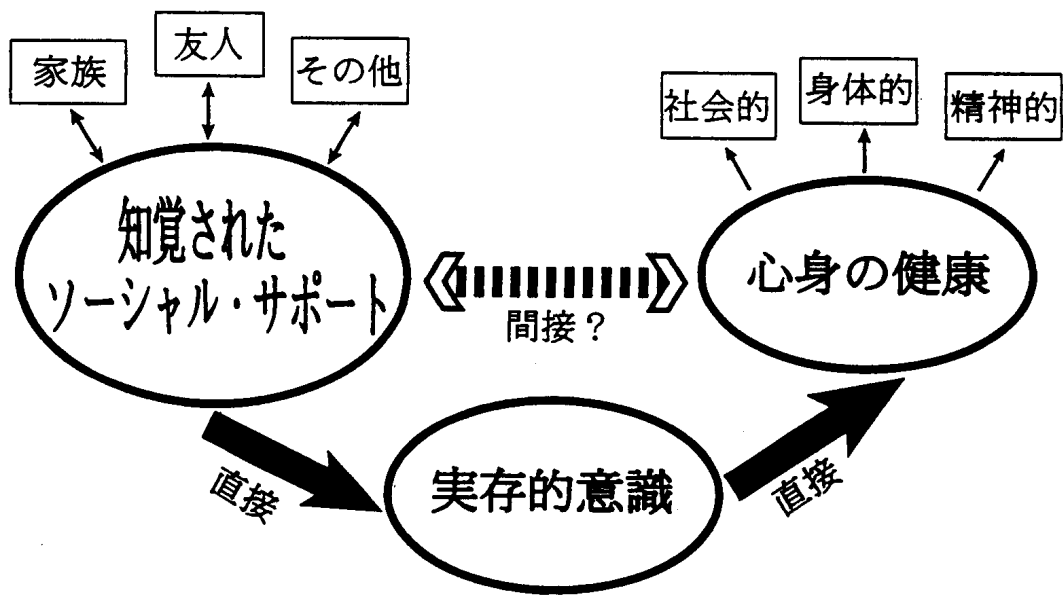 家族
友人
その他
社会的
身体的
精神的
知覚された
ソーシャル・サポート
心身の健康
間接？
直接
実存的意識
直接